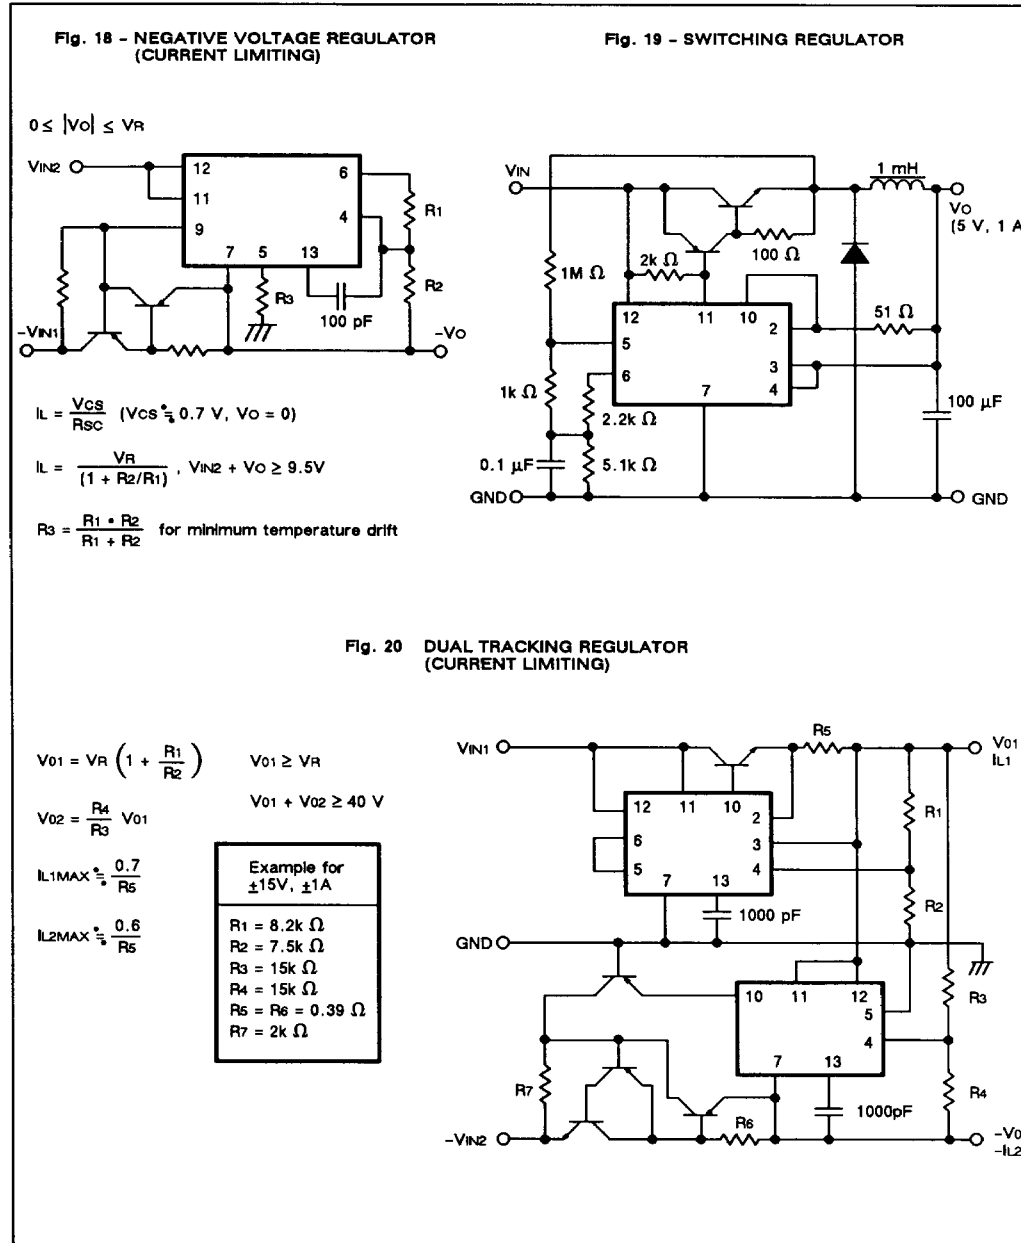 Fig. 18 - NEGATIVE VOLTAGE REGULATOR
(CURRENT LIMITING)
0 ≤ |VO| ≤ VR
VIN2
12
11
9
7
5
13
6
4
R1
R2
R3
100 pF
-VIN1
-VO
IL = VCS / RSC (VCS ≒ 0.7 V, VO = 0)
IL = VR / (1 + R2/R1) , VIN2 + VO ≥ 9.5V
R3 = R1 • R2 / R1 + R2 for minimum temperature drift
Fig. 19 - SWITCHING REGULATOR
VIN
1 mH
VO
(5 V, 1 A
100 Ω
2k Ω
1M Ω
12
11
10
2
51 Ω
5
3
6
4
7
1k Ω
2.2k Ω
100 µF
0.1 µF
5.1k Ω
GND
GND
Fig. 20 DUAL TRACKING REGULATOR
(CURRENT LIMITING)
V01 = VR (1 + R1 / R2)
V01 ≥ VR
V02 = R4 / R3 V01
V01 + V02 ≥ 40 V
IL1MAX ≒ 0.7 / R5
IL2MAX ≒ 0.6 / R5
Example for
±15V, ±1A
R1 = 8.2k Ω
R2 = 7.5k Ω
R3 = 15k Ω
R4 = 15k Ω
R5 = R6 = 0.39 Ω
R7 = 2k Ω
VIN1
R5
V01
IL1
12
11
10
2
6
3
5
4
7
13
R1
R2
1000 pF
GND
10
11
12
5
4
7
13
R3
R4
R7
R6
1000pF
-VIN2
-V0
-IL2